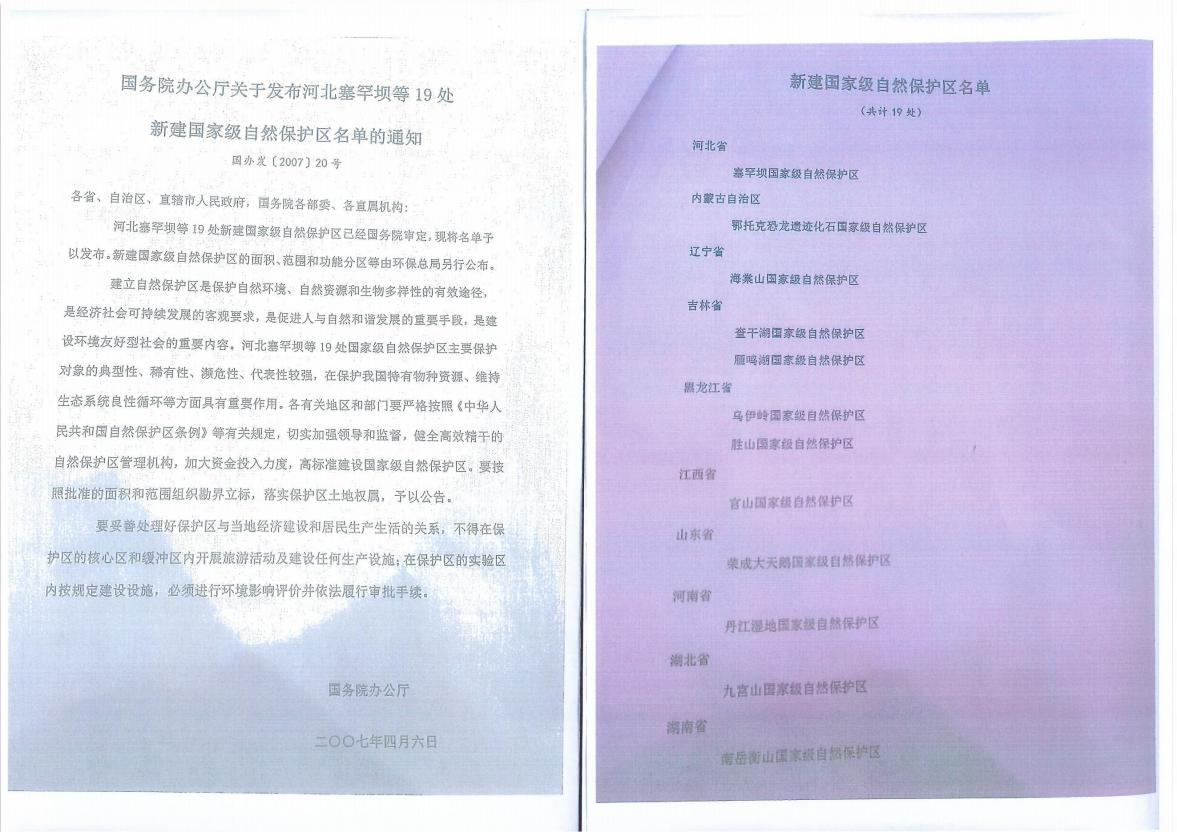 国务院办公厅关于发布河北塞罕坝等19处
新建国家级自然保护区名单的通知
国办发〔2007〕20号
各省、自治区、直辖市人民政府，国务院各部委、各直属机构：
河北塞罕坝等19处新建国家级自然保护区已经国务院审定，现将名单予
以发布。新建国家级自然保护区的面积、范围和功能分区等由环保总局另行公布。
建立自然保护区是保护自然环境、自然资源和生物多样性的有效途径，
是经济社会可持续发展的客观要求，是促进人与自然和谐发展的重要手段，是建
设环境友好型社会的重要内容。河北塞罕坝等19处国家级自然保护区主要保护
对象的典型性、稀有性、濒危性、代表性较强，在保护我国特有物种资源、维持
生态系统良性循环等方面具有重要作用。各有关地区和部门要严格按照《中华人
民共和国自然保护区条例》等有关规定，切实加强领导和监督，健全高效精干的
自然保护区管理机构，加大资金投入力度，高标准建设国家级自然保护区。要按
照批准的面积和范围组织勘界立标，落实保护区土地权属，予以公告。
要妥善处理好保护区与当地经济建设和居民生产生活的关系，不得在保
护区的核心区和缓冲区内开展旅游活动及建设任何生产设施；在保护区的实验区
内按规定建设设施，必须进行环境影响评价并依法履行审批手续。
国务院办公厅
二〇〇七年四月六日
新建国家级自然保护区名单
（共计19处）
河北省
塞罕坝国家级自然保护区
内蒙古自治区
鄂托克恐龙遗迹化石国家级自然保护区
辽宁省
海棠山国家级自然保护区
吉林省
查干湖国家级自然保护区
雁鸣湖国家级自然保护区
黑龙江省
乌伊岭国家级自然保护区
胜山国家级自然保护区
江西省
官山国家级自然保护区
山东省
荣成大天鹅国家级自然保护区
河南省
丹江湿地国家级自然保护区
湖北省
九宫山国家级自然保护区
湖南省
南岳衡山国家级自然保护区